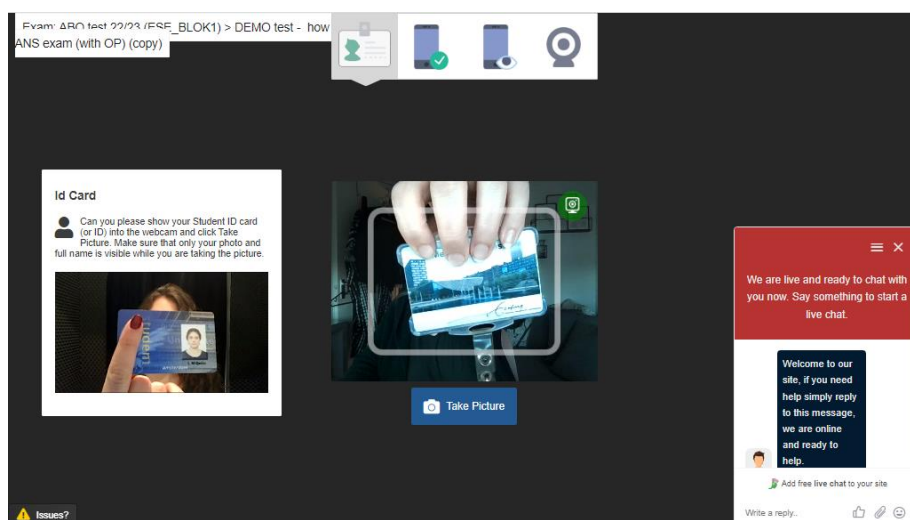 Exam: ABO test 22/23 (ESE_BLOK1) > DEMO test - how
ANS exam (with OP) (copy)
Id Card
Can you please show your Student ID card
(or ID) into the webcam and click Take
Picture. Make sure that only your photo and
full name is visible while you are taking the picture.
Take Picture
We are live and ready to chat with
you now. Say something to start a
live chat.
Welcome to our
site, if you need
help simply reply
to this message,
we are online
and ready to
help.
Add free live chat to your site
Write a reply..
Issues?